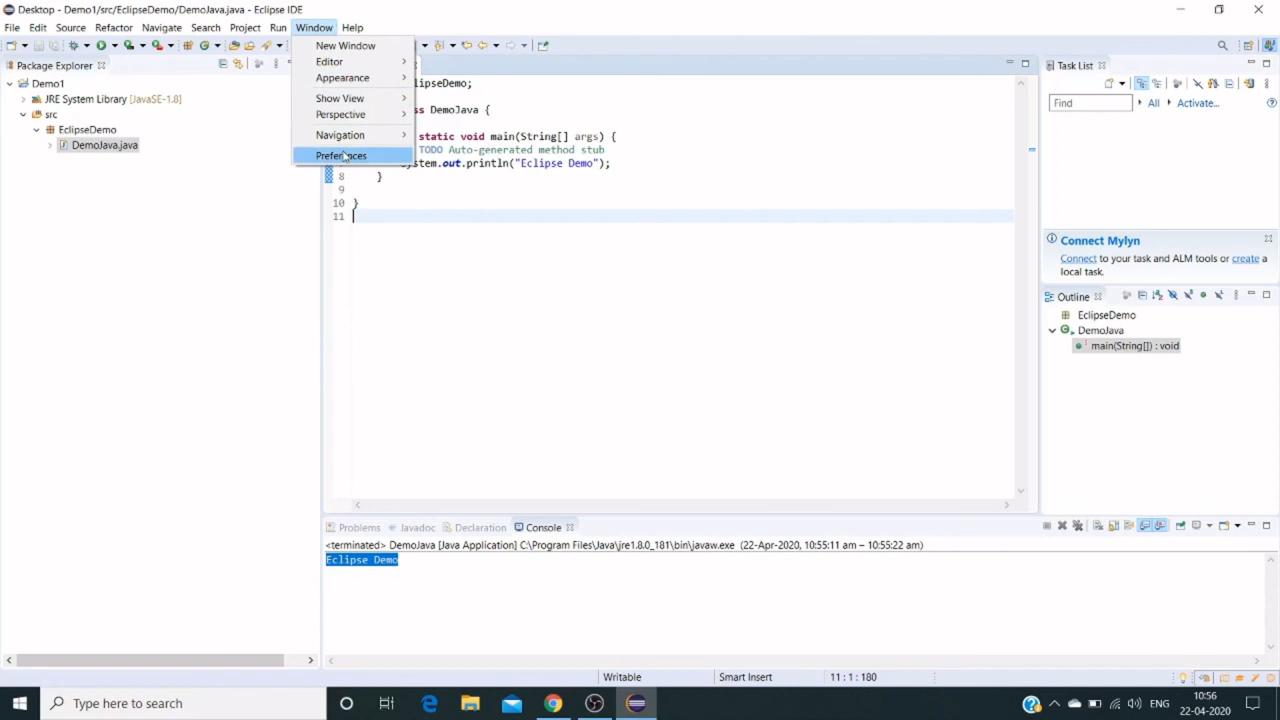 Desktop - Demo1/src/EclipseDemo/DemoJava.java - Eclipse IDE
File Edit Source Refactor Navigate Search Project Run Window Help
Package Explorer
Demo1
JRE System Library [JavaSE-1.8]
src
EclipseDemo
DemoJava.java
New Window
Editor
Appearance
Show View
Perspective
Navigation
Preferences
clipseDemo;
DemoJava {
static void main(String[] args) {
TODO Auto-generated method stub
System.out.println("Eclipse Demo");
8 }
9
10 }
11
Task List
Find All Activate...
Connect Mylyn
Connect to your task and ALM tools or create a
local task.
Outline
EclipseDemo
DemoJava
main(String[]) : void
Problems Javadoc Declaration Console
<terminated> DemoJava [Java Application] C:\Program Files\Java\jre1.8.0_181\bin\javaw.exe (22-Apr-2020, 10:55:11 am – 10:55:22 am)
Eclipse Demo
Writable Smart Insert 11 : 1 : 180
Type here to search
ENG
10:56
22-04-2020